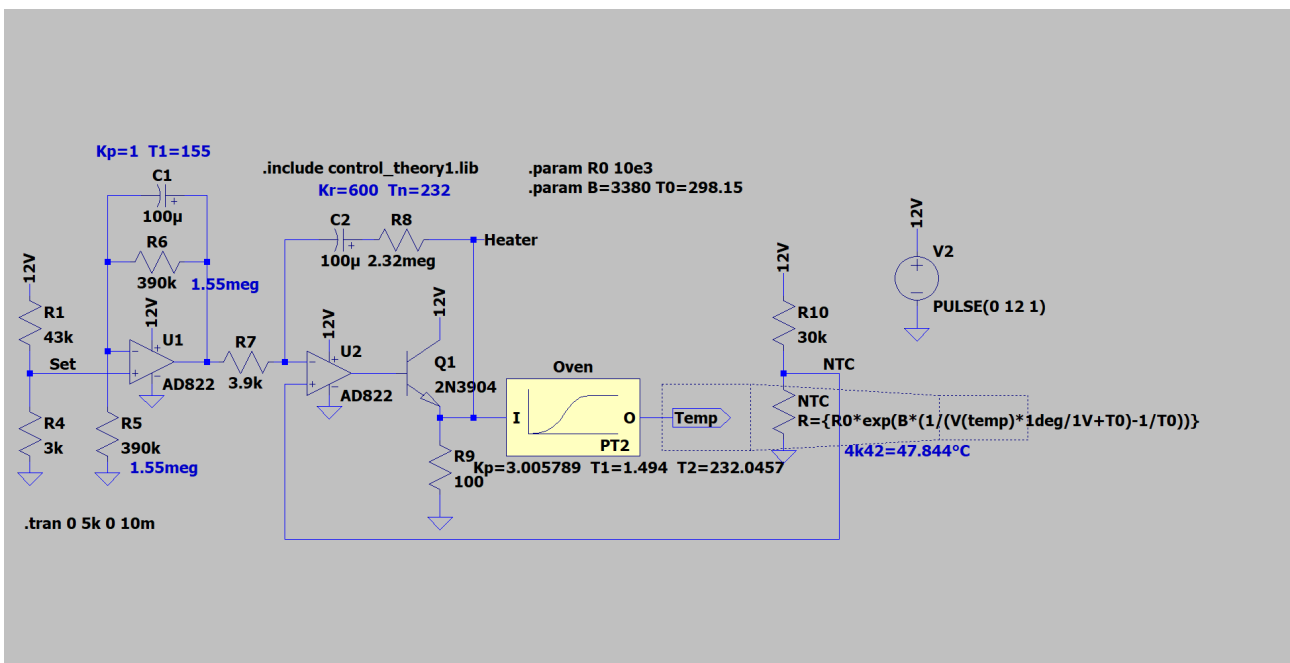 Kp=1 T1=155
C1
100µ
R6
390k
1.55meg
12V
R1
43k
Set
R4
3k
12V
U1
AD822
R5
390k
1.55meg
.tran 0 5k 0 10m
.include control_theory1.lib
Kr=600 Tn=232
C2
100µ
R8
2.32meg
Heater
R7
3.9k
12V
U2
AD822
12V
Q1
2N3904
R9
100
Oven
I
O
PT2
Kp=3.005789 T1=1.494 T2=232.0457
Temp
.param R0 10e3
.param B=3380 T0=298.15
12V
R10
30k
NTC
NTC
R={R0*exp(B*(1/(V(temp)*1deg/1V+T0)-1/T0))}
4k42=47.844°C
12V
V2
PULSE(0 12 1)